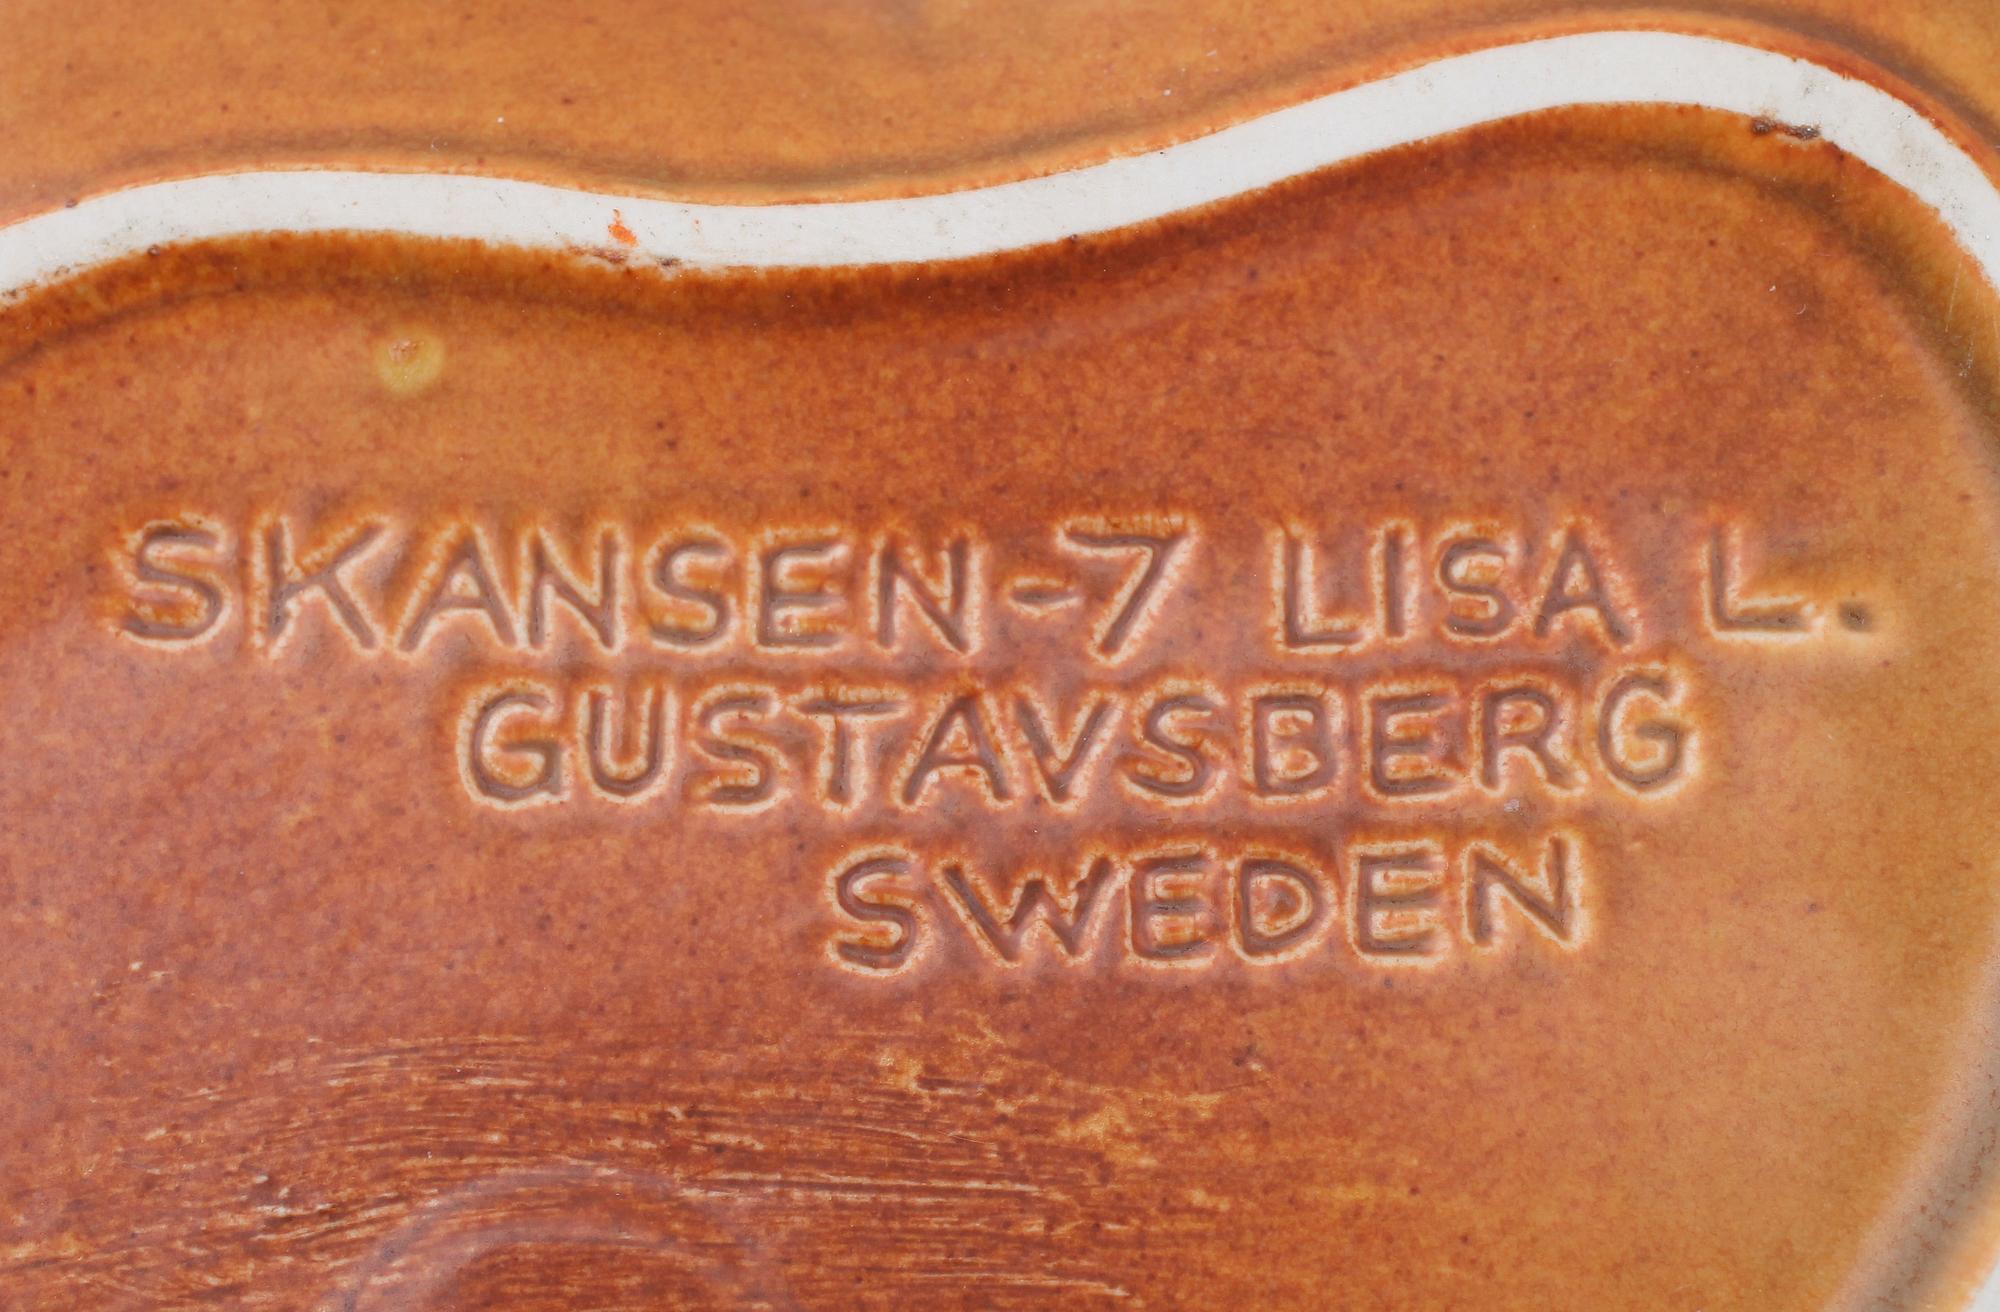 SKANSEN-7 LISA L.
GUSTAVSBERG
SWEDEN